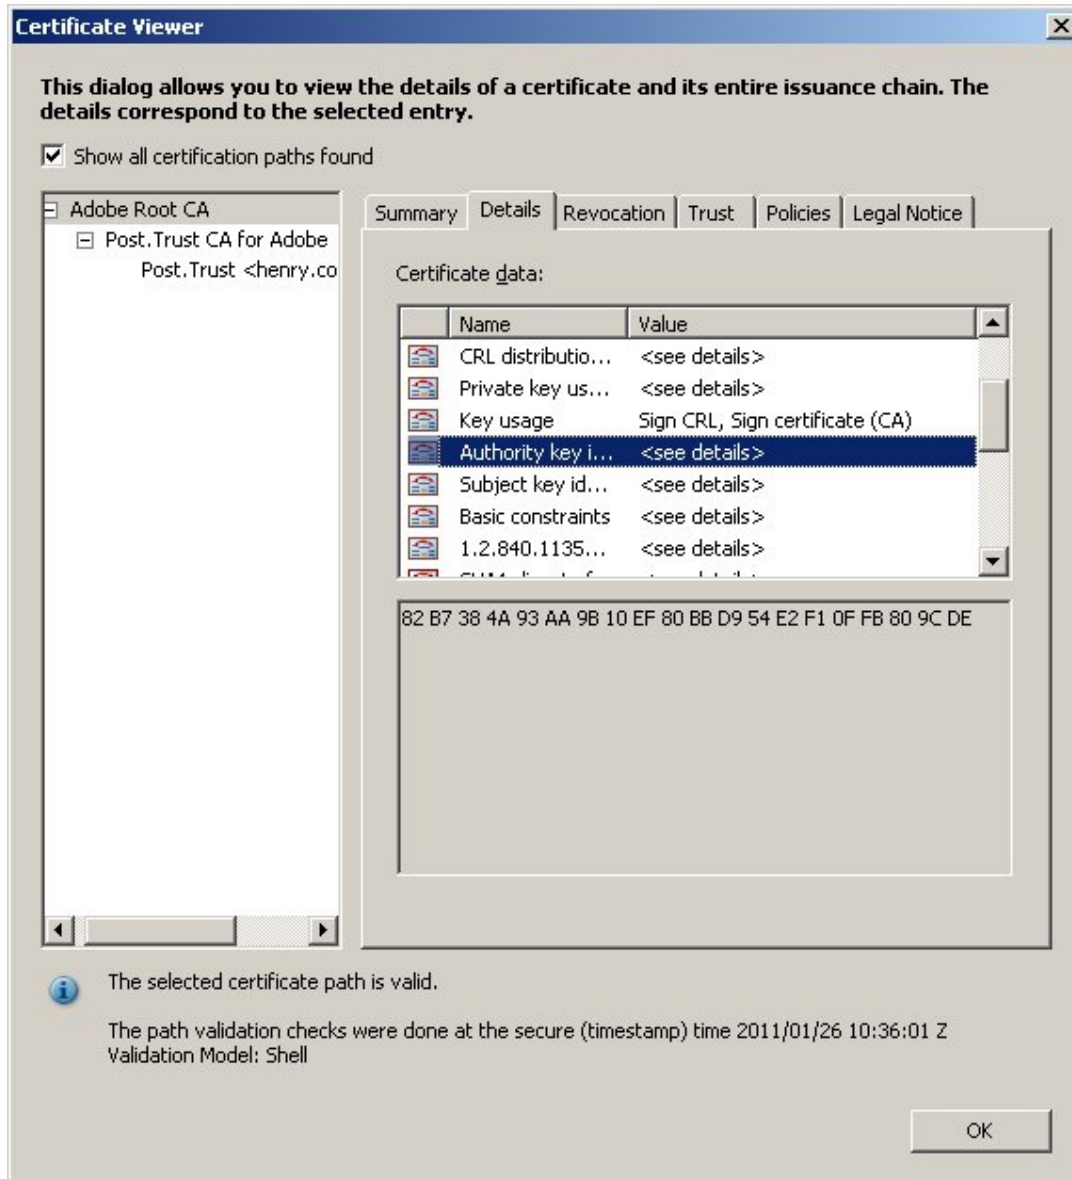 Certificate Viewer
This dialog allows you to view the details of a certificate and its entire issuance chain. The
details correspond to the selected entry.
Show all certification paths found
Adobe Root CA
Post.Trust CA for Adobe
Post.Trust <henry.co
Summary Details Revocation Trust Policies Legal Notice
Certificate data:
Name Value
CRL distributio... <see details>
Private key us... <see details>
Key usage Sign CRL, Sign certificate (CA)
Authority key i... <see details>
Subject key id... <see details>
Basic constraints <see details>
1.2.840.1135... <see details>
82 B7 38 4A 93 AA 9B 10 EF 80 BB D9 54 E2 F1 0F FB 80 9C DE
The selected certificate path is valid.
The path validation checks were done at the secure (timestamp) time 2011/01/26 10:36:01 Z
Validation Model: Shell
OK